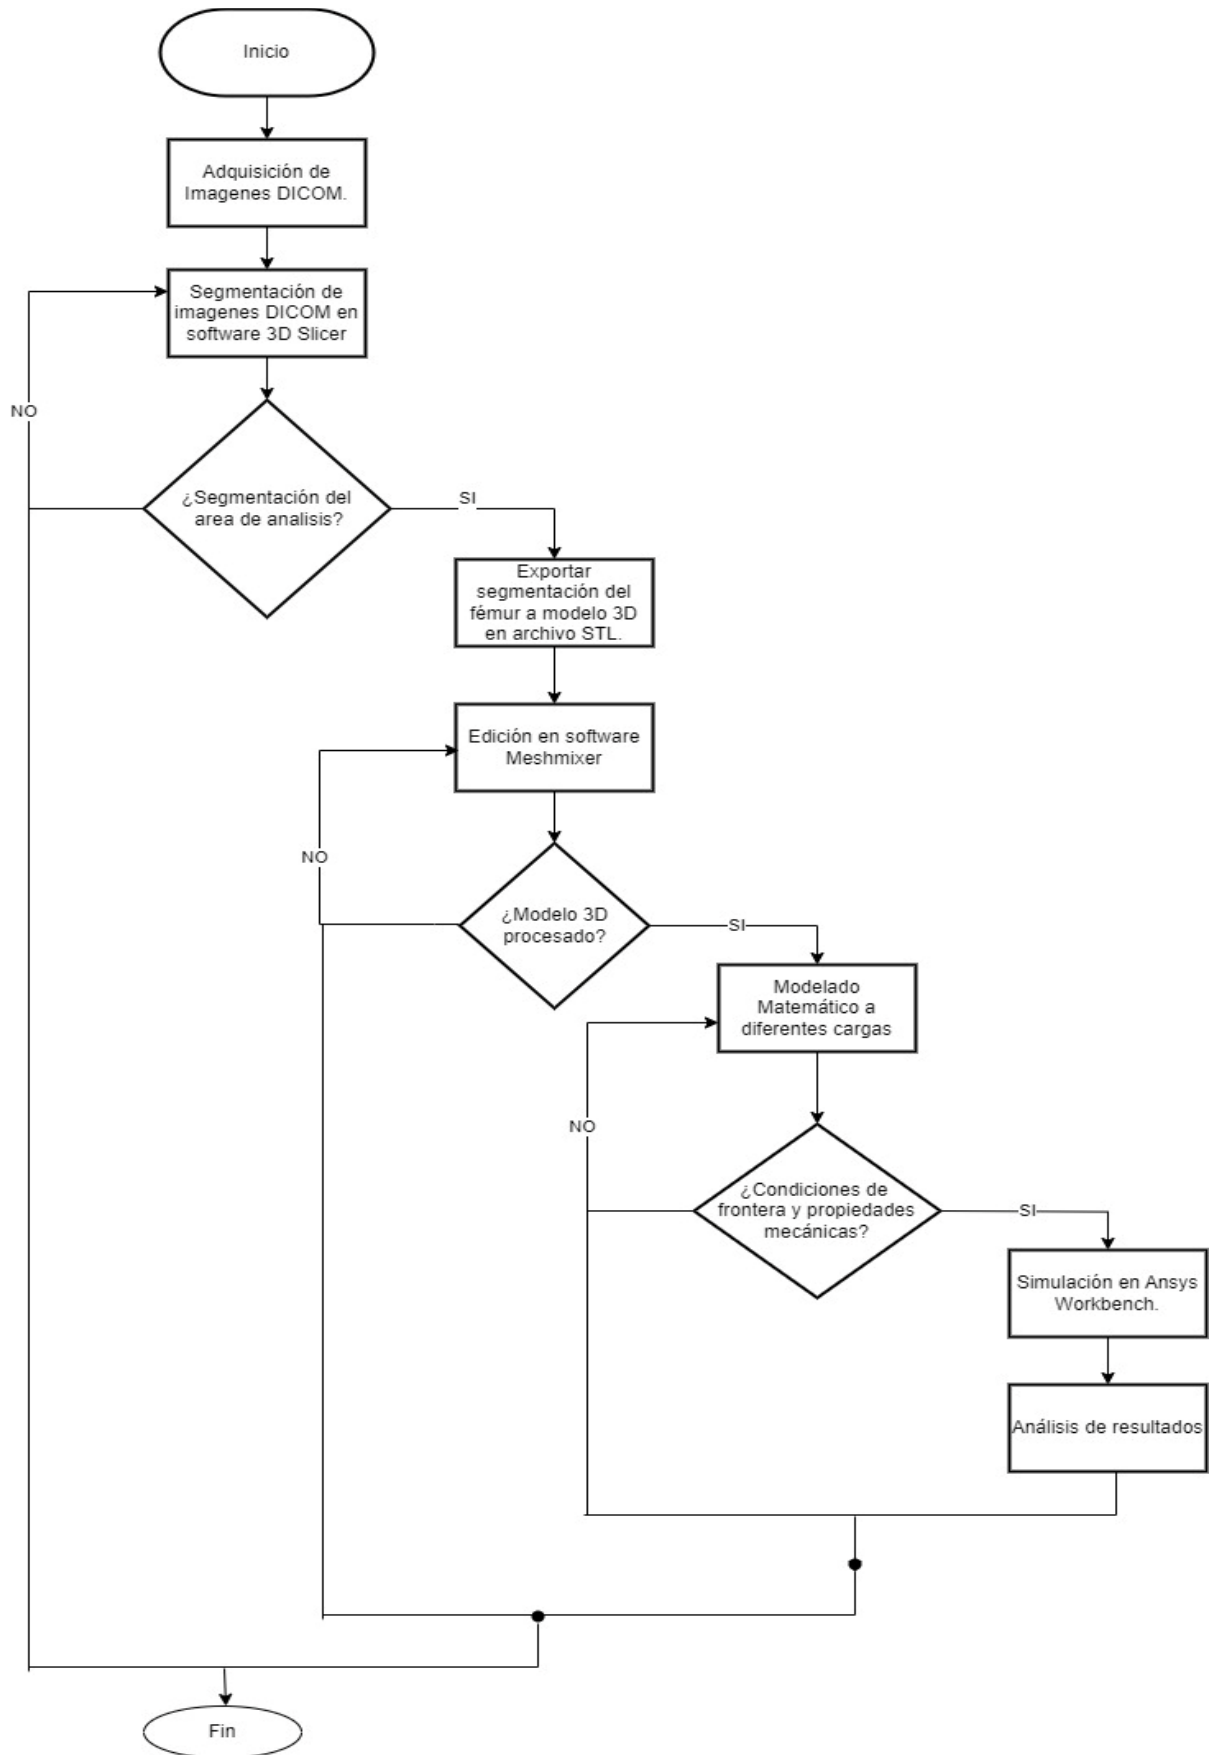 Inicio
Adquisición de
Imagenes DICOM.
Segmentación de
imagenes DICOM en
software 3D Slicer
NO
¿Segmentación del
area de analisis?
SI
Exportar
segmentación del
fémur a modelo 3D
en archivo STL.
Edición en software
Meshmixer
NO
¿Modelo 3D
procesado?
SI
Modelado
Matemático a
diferentes cargas
NO
¿Condiciones de
frontera y propiedades
mecánicas?
SI
Simulación en Ansys
Workbench.
Análisis de resultados
Fin